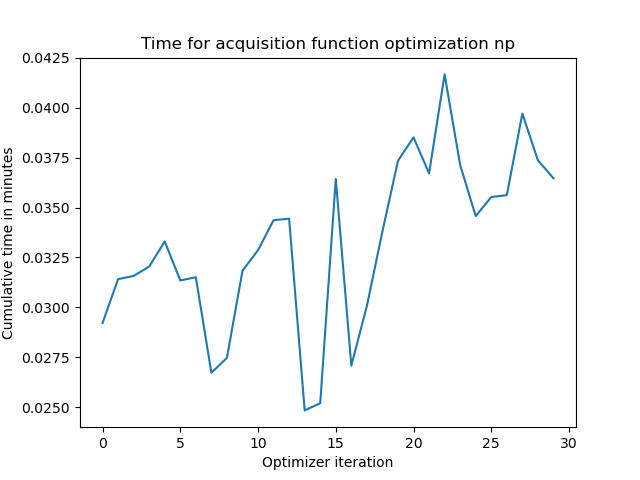 Time for acquisition function optimization np
Cumulative time in minutes
0.0425
0.0400
0.0375
0.0350
0.0325
0.0300
0.0275
0.0250
0 5 10 15 20 25 30
Optimizer iteration